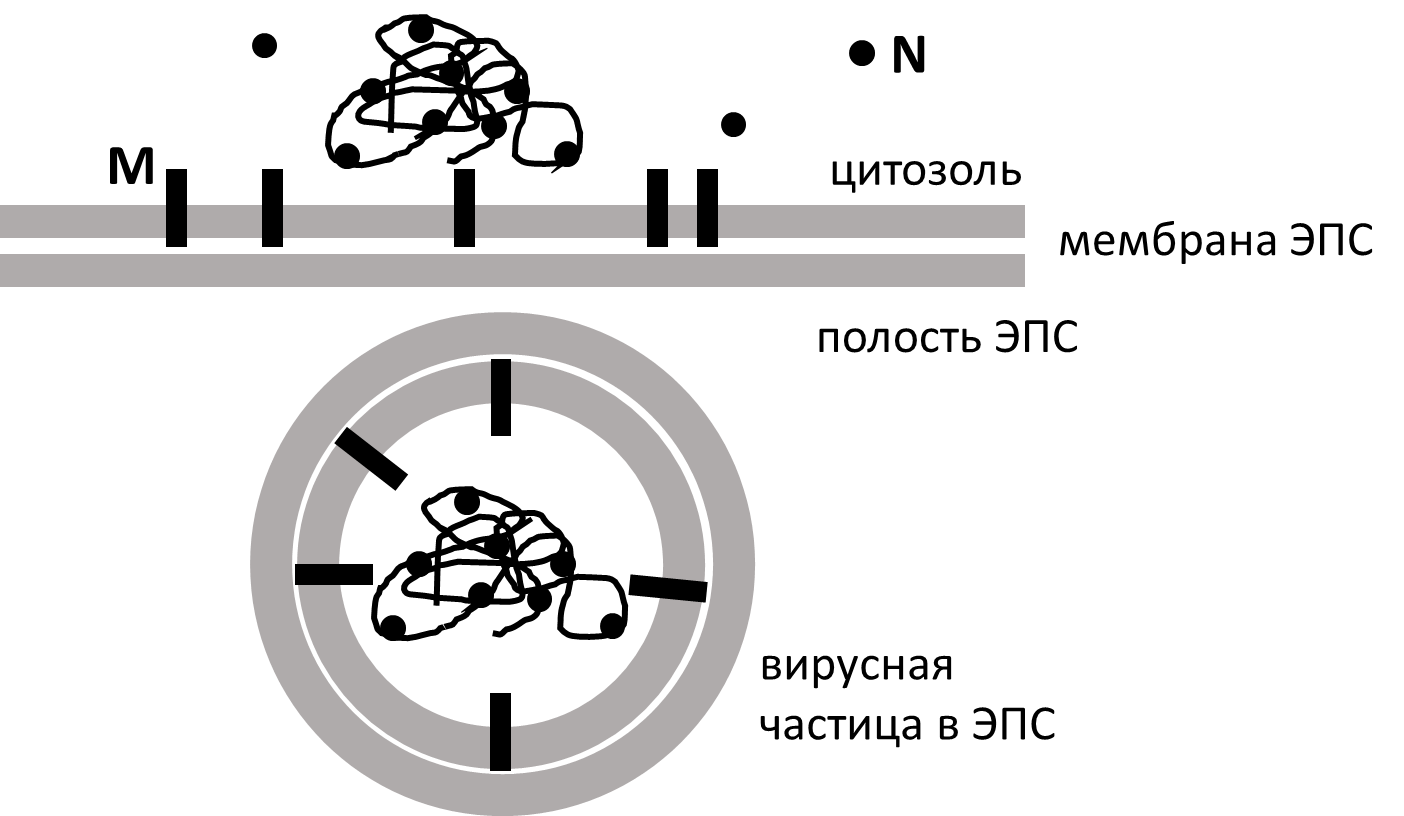 N
M
цитозоль
мембрана ЭПС
полость ЭПС
вирусная
частица в ЭПС